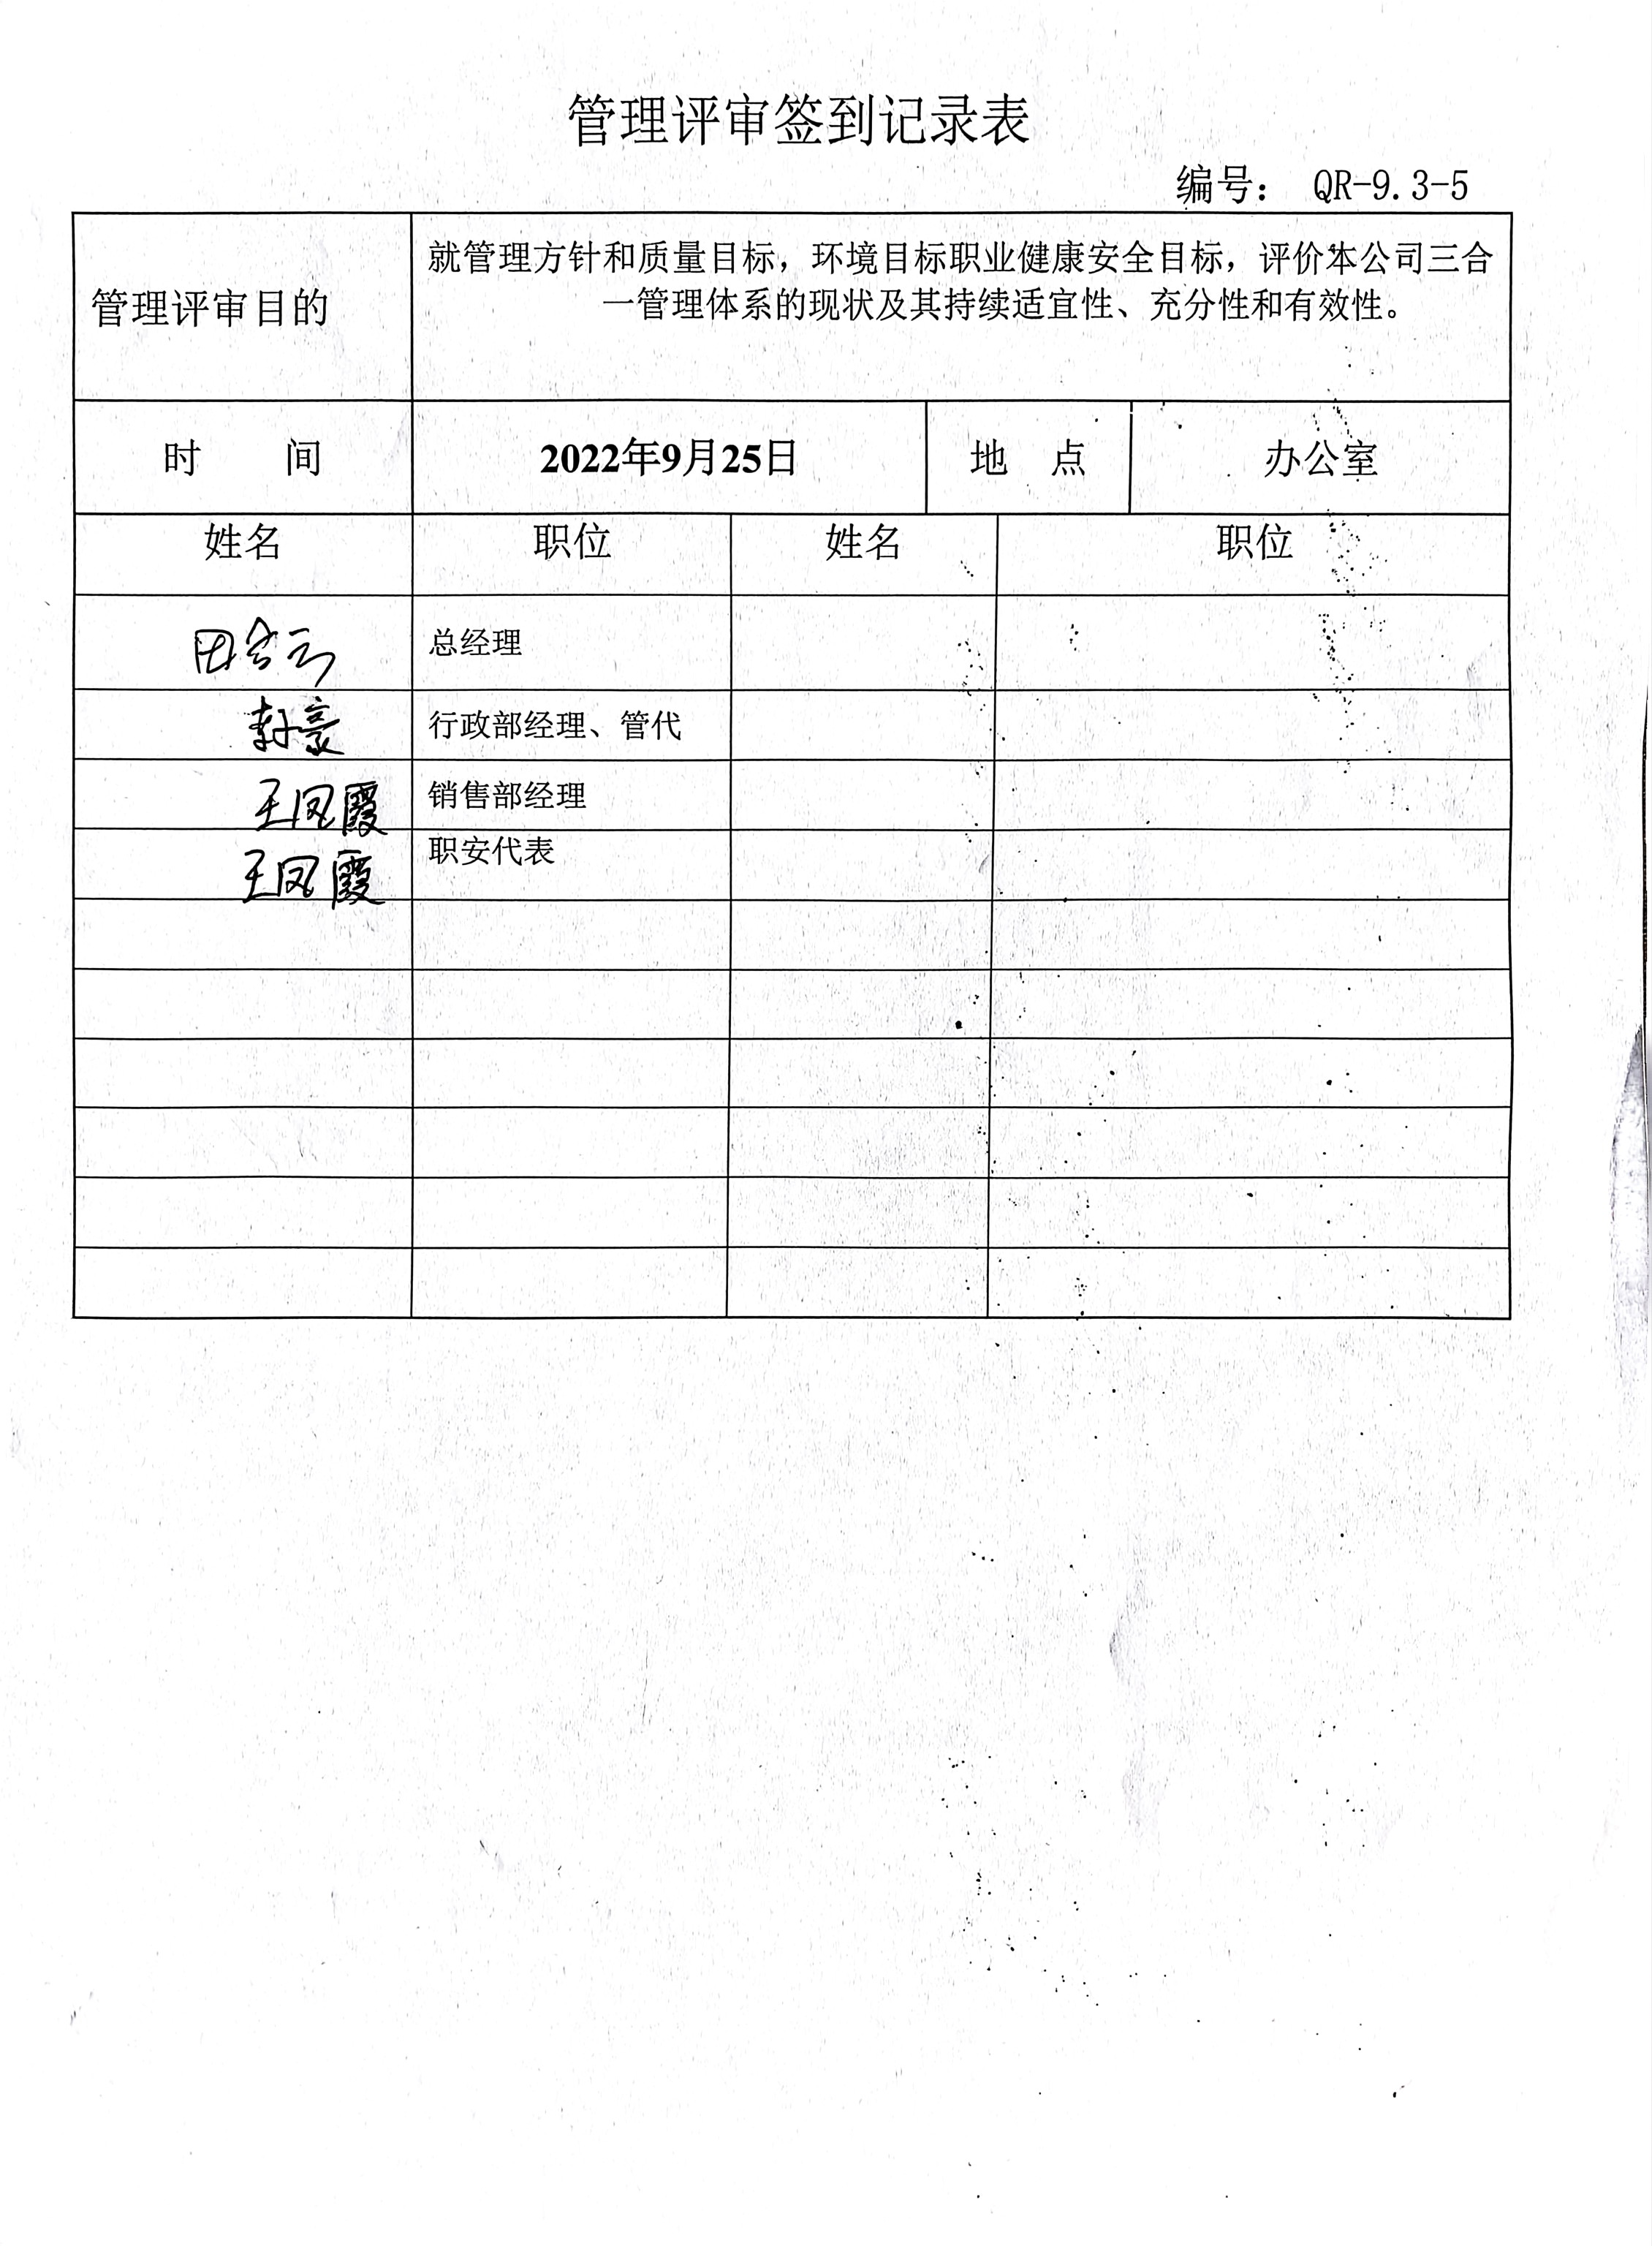 管理评审签到记录表
编号： QR-9.3-5
管理评审目的
就管理方针和质量目标，环境目标职业健康安全目标，评价本公司三合
一管理体系的现状及其持续适宜性、充分性和有效性。
时 间 2022年9月25日 地 点 办公室
姓名 职位 姓名 职位
总经理
行政部经理、管代
王凤霞 销售部经理
王凤霞 职安代表